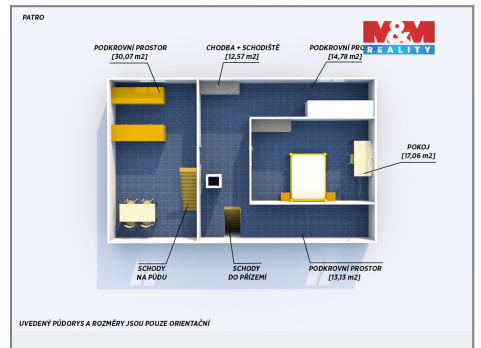 PATRO
PODKROVNÍ PROSTOR
[30,07 m2]
CHODBA + SCHODIŠTĚ
[12,57 m2]
PODKROVNÍ
[14,78 m2]
M&M
REALITY
POKOJ
[17,06 m2]
SCHODY
NA PŮDU
SCHODY
DO PŘÍZEMÍ
PODKROVNÍ PROSTOR
[13,13 m2]
UVEDENÝ PŮDORYS A ROZMĚRY JSOU POUZE ORIENTAČNÍ